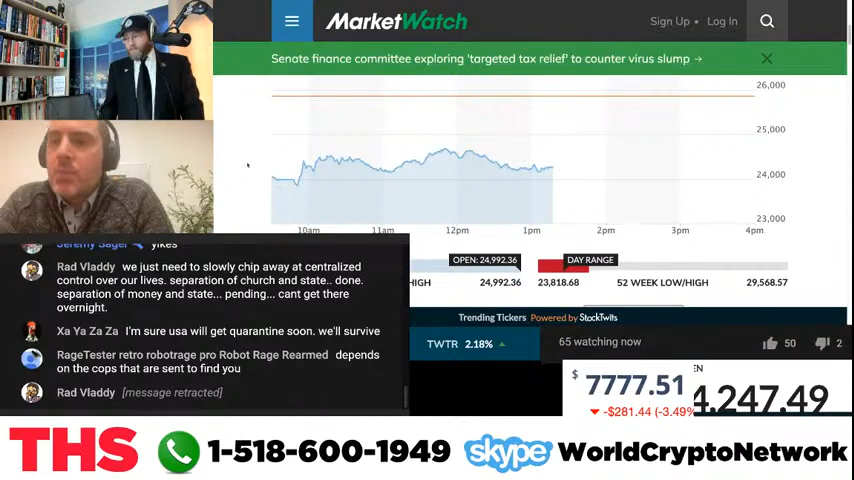 MarketWatch
Sign Up • Log In
Senate finance committee exploring 'targeted tax relief' to counter virus slump →
26,000
25,000
24,000
23,000
10am 11am 12pm 1pm 2pm 3pm 4pm
OPEN: 24,992.36 DAY RANGE
HIGH 24,992.36 23,818.68 52 WEEK LOW/HIGH 29,568.57
Trending Tickers Powered by StockTwits
TWTR 2.18% 65 watching now 50 2
Jeremy Sager yikes
Rad Vladdy we just need to slowly chip away at centralized
control over our lives. separation of church and state.. done.
separation of money and state... pending... cant get there
overnight.
Xa Ya Za Za I'm sure usa will get quarantine soon. we'll survive
RageTester retro robotrage pro Robot Rage Rearmed depends
on the cops that are sent to find you
Rad Vladdy [message retracted]
$ 7777.51
-$281.44 (-3.49%
EN
4,247.49
THS 1-518-600-1949 skype WorldCryptoNetwork